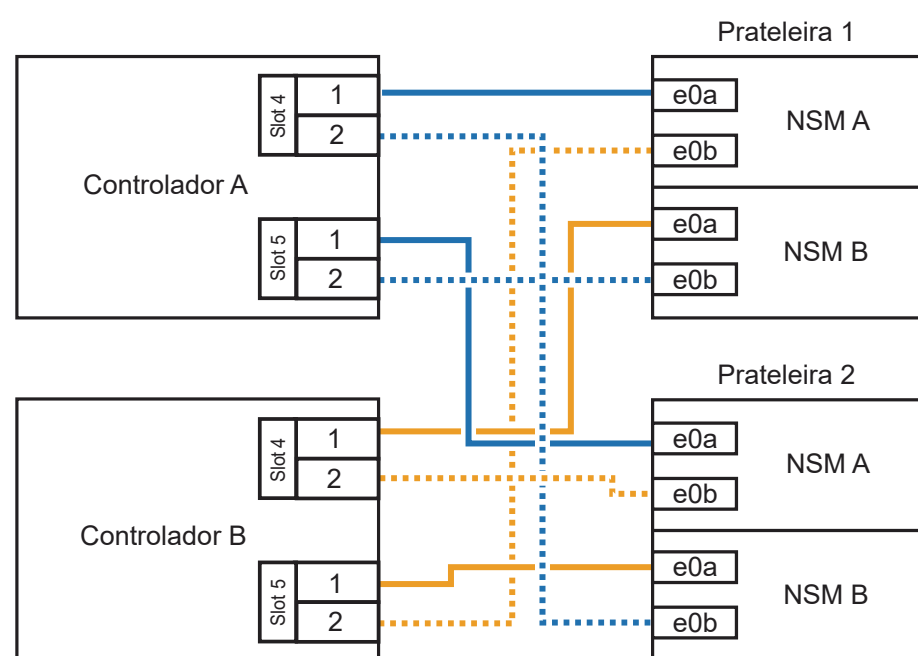 Prateleira 1
Slot 4
1
2
Controlador A
Slot 5
1
2
e0a
e0b
NSM A
e0a
e0b
NSM B
Prateleira 2
Slot 4
1
2
Controlador B
Slot 5
1
2
e0a
e0b
NSM A
e0a
e0b
NSM B